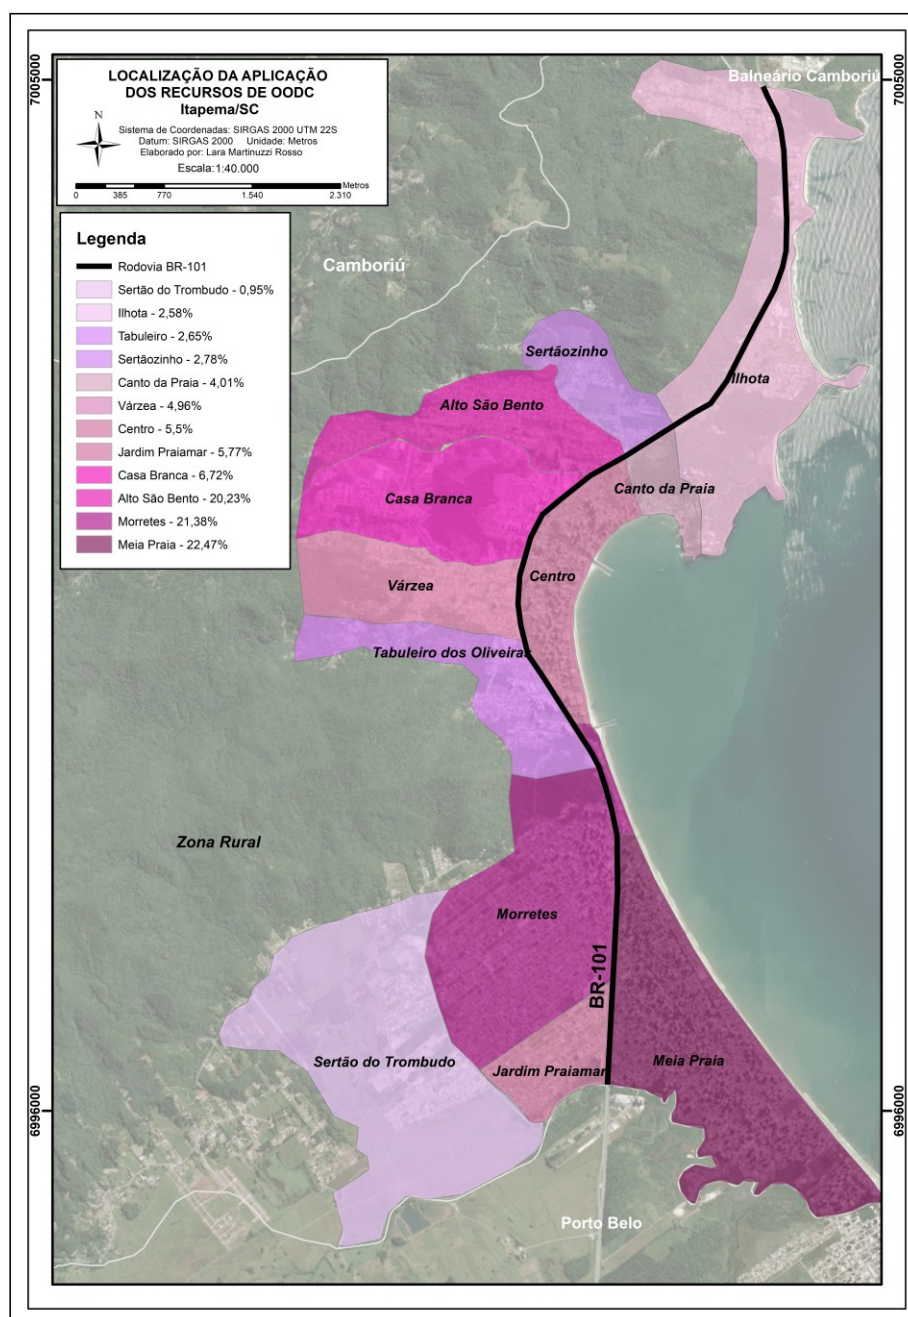 LOCALIZAÇÃO DA APLICAÇÃO
DOS RECURSOS DE OODC
Itapema/SC
N
Sistema de Coordenadas: SIRGAS 2000 UTM 22S
Datum: SIRGAS 2000 Unidade: Metros
Elaborado por: Lara Martinuzzi Rosso
Escala:1:40.000
Metros
0 385 770 1.540 2.310
Legenda
Rodovia BR-101
Sertão do Trombudo - 0,95%
Ilhota - 2,58%
Tabuleiro - 2,65%
Sertãozinho - 2,78%
Canto da Praia - 4,01%
Várzea - 4,96%
Centro - 5,5%
Jardim Praiamar - 5,77%
Casa Branca - 6,72%
Alto São Bento - 20,23%
Morretes - 21,38%
Meia Praia - 22,47%
7005000
7005000
Balneário Camboriú
Camboriú
Sertãozinho
Ilhota
Alto São Bento
Canto da Praia
Casa Branca
Centro
Várzea
Tabuleiro dos Oliveiras
Zona Rural
Morretes
BR-101
Sertão do Trombudo
Jardim Praiamar
Meia Praia
6996000
6996000
Porto Belo